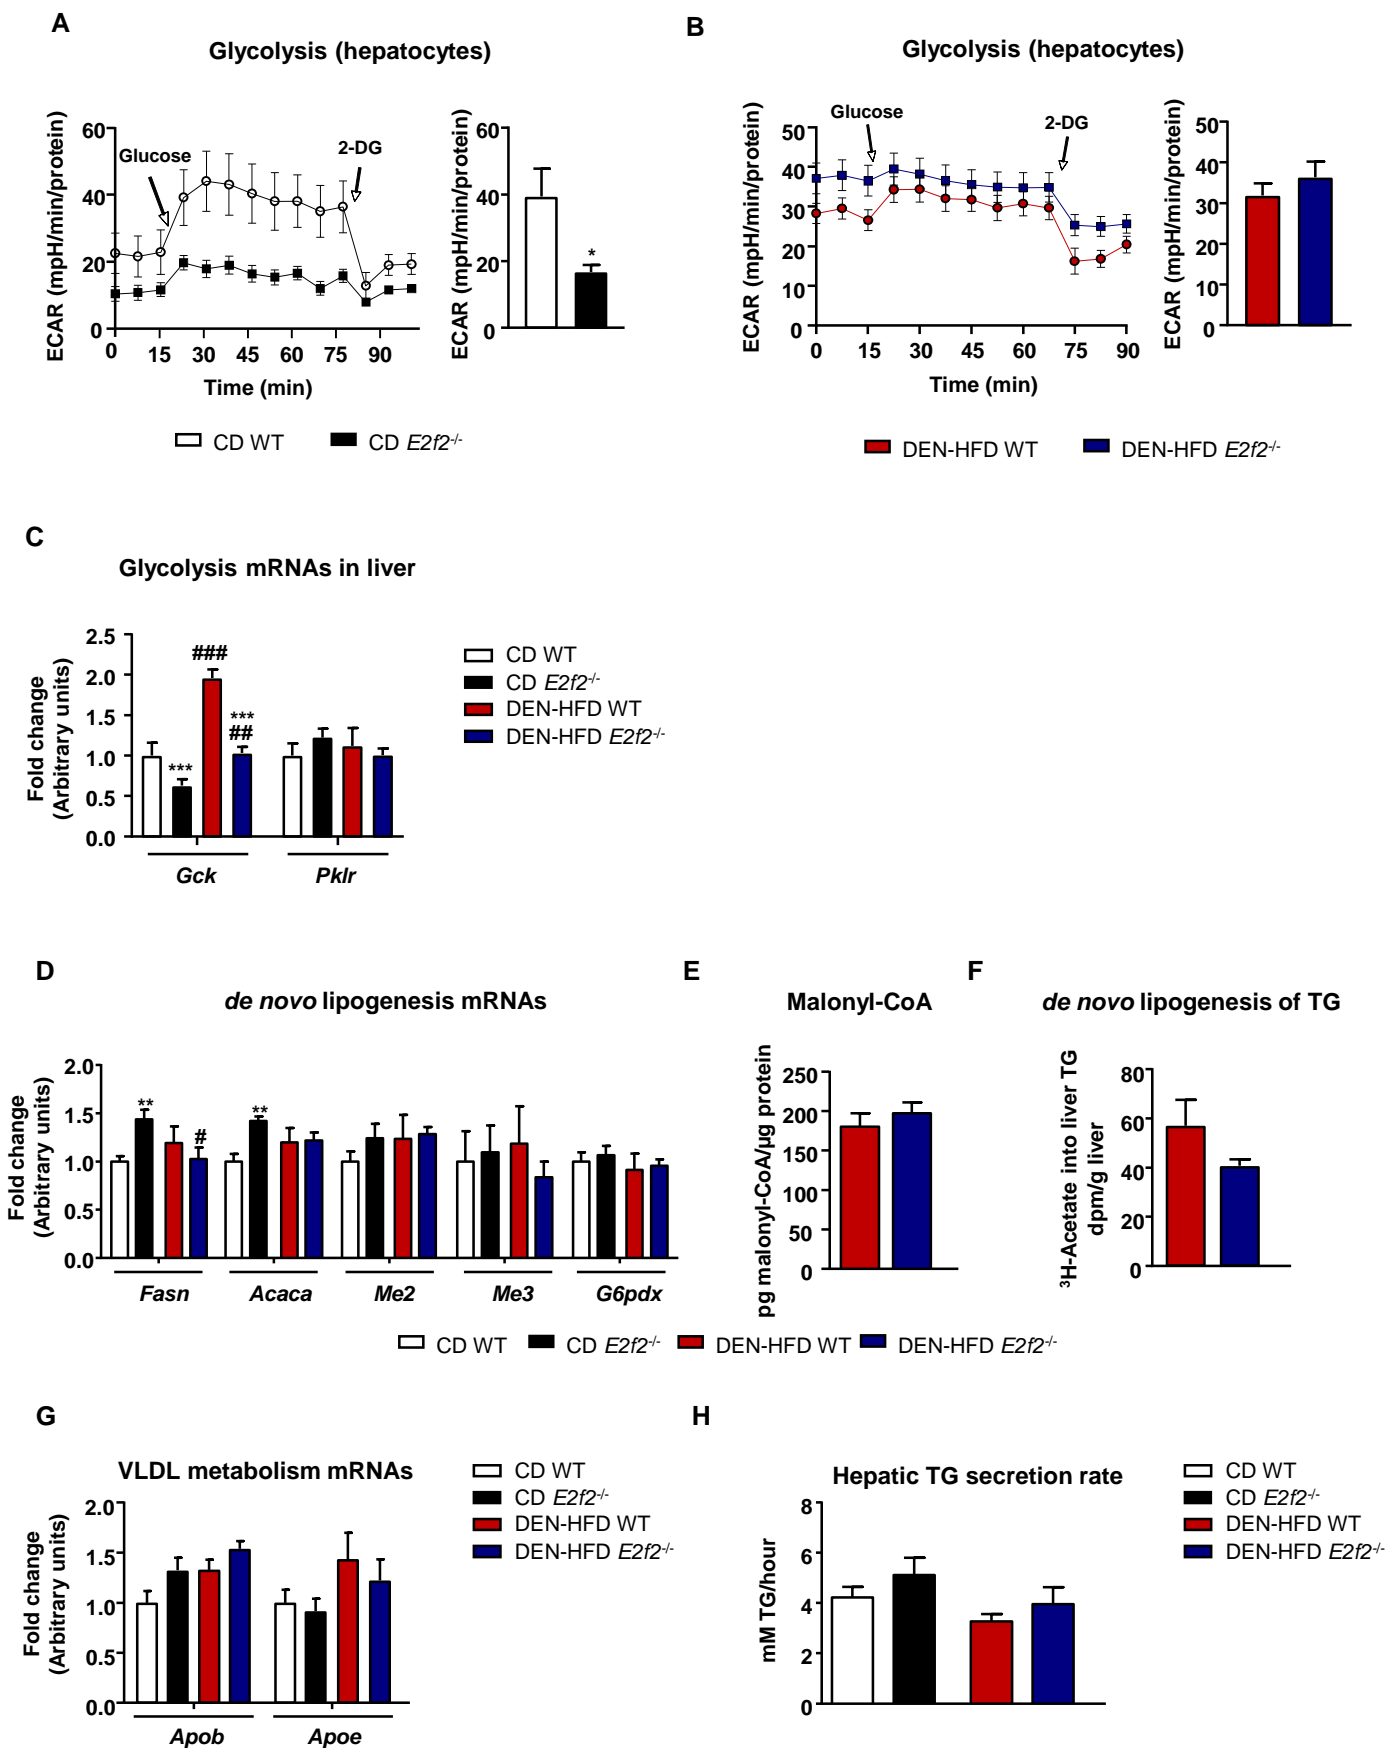 A
Glycolysis (hepatocytes)
ECAR (mpH/min/protein)
60
40
20
0
Glucose
2-DG
0 15 30 45 60 75 90
Time (min)
ECAR (mpH/min/protein)
60
40
20
0
*
CD WT
CD E2f2-/-
B
Glycolysis (hepatocytes)
ECAR (mpH/min/protein)
50
40
30
20
10
0
Glucose
2-DG
0 15 30 45 60 75 90
Time (min)
ECAR (mpH/min/protein)
50
40
30
20
10
0
DEN-HFD WT
DEN-HFD E2f2-/-
C
Glycolysis mRNAs in liver
Fold change
(Arbitrary units)
2.5
2.0
1.5
1.0
0.5
0.0
***
###
***
##
Gck Pklr
CD WT
CD E2f2-/-
DEN-HFD WT
DEN-HFD E2f2-/-
D
de novo lipogenesis mRNAs
Fold change
(Arbitrary units)
2.0
1.5
1.0
0.5
0.0
**
#
**
Fasn Acaca Me2 Me3 G6pdx
E
Malonyl-CoA
pg malonyl-CoA/µg protein
250
200
150
100
50
0
F
de novo lipogenesis of TG
³H-Acetate into liver TG
dpm/g liver
80
60
40
20
0
CD WT CD E2f2-/- DEN-HFD WT DEN-HFD E2f2-/-
G
VLDL metabolism mRNAs
Fold change
(Arbitrary units)
2.0
1.5
1.0
0.5
0.0
Apob Apoe
CD WT
CD E2f2-/-
DEN-HFD WT
DEN-HFD E2f2-/-
H
Hepatic TG secretion rate
mM TG/hour
8
6
4
2
0
CD WT
CD E2f2-/-
DEN-HFD WT
DEN-HFD E2f2-/-